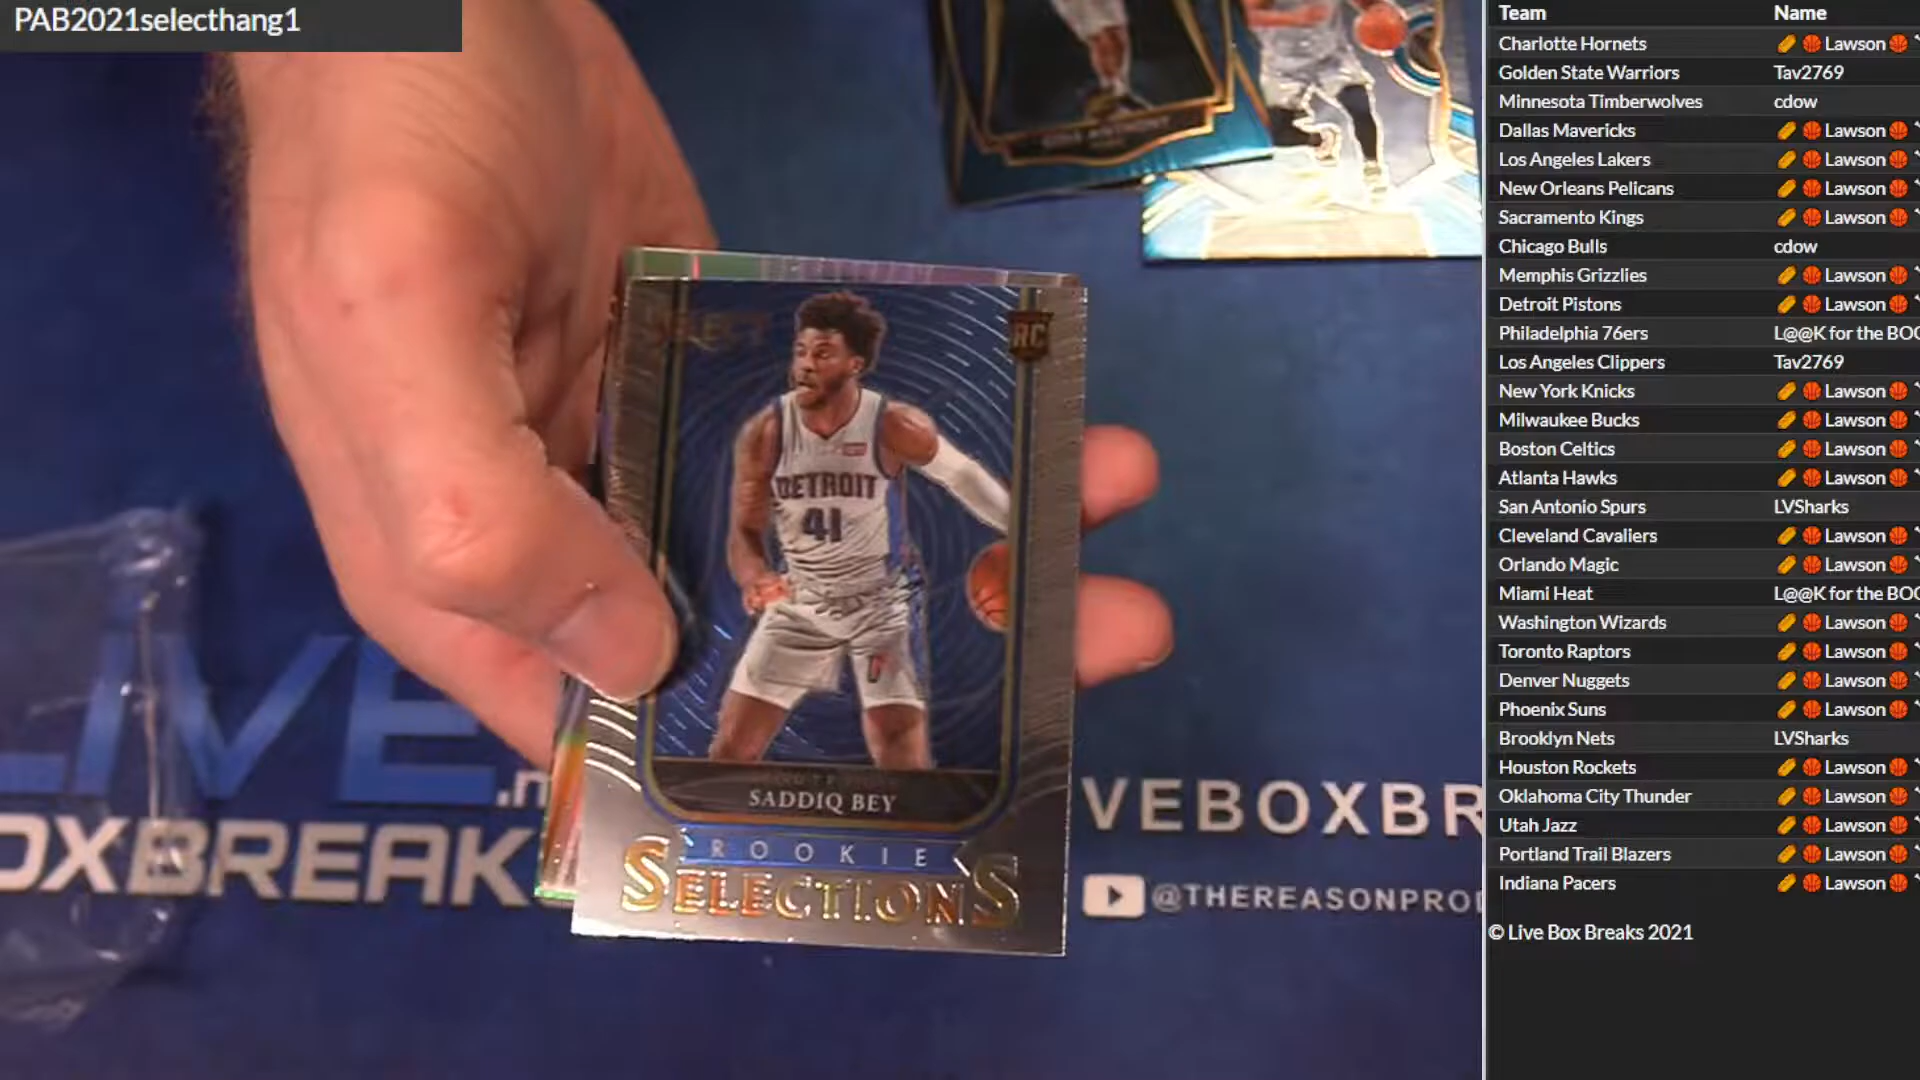 PAB2021selecthang1
SELECT
RC
DETROIT
41
SADDIQ BEY
ROOKIE
SELECTIONS
LIVE
.n
OXBREAK
VEBOXBR
@THEREASONPROD
Team Name
Charlotte Hornets 🌭 🏀 Lawson 🏀
Golden State Warriors Tav2769
Minnesota Timberwolves cdow
Dallas Mavericks 🌭 🏀 Lawson 🏀
Los Angeles Lakers 🌭 🏀 Lawson 🏀
New Orleans Pelicans 🌭 🏀 Lawson 🏀
Sacramento Kings 🌭 🏀 Lawson 🏀
Chicago Bulls cdow
Memphis Grizzlies 🌭 🏀 Lawson 🏀
Detroit Pistons 🌭 🏀 Lawson 🏀
Philadelphia 76ers L@@K for the BOO
Los Angeles Clippers Tav2769
New York Knicks 🌭 🏀 Lawson 🏀
Milwaukee Bucks 🌭 🏀 Lawson 🏀
Boston Celtics 🌭 🏀 Lawson 🏀
Atlanta Hawks 🌭 🏀 Lawson 🏀
San Antonio Spurs LVSharks
Cleveland Cavaliers 🌭 🏀 Lawson 🏀
Orlando Magic 🌭 🏀 Lawson 🏀
Miami Heat L@@K for the BOO
Washington Wizards 🌭 🏀 Lawson 🏀
Toronto Raptors 🌭 🏀 Lawson 🏀
Denver Nuggets 🌭 🏀 Lawson 🏀
Phoenix Suns 🌭 🏀 Lawson 🏀
Brooklyn Nets LVSharks
Houston Rockets 🌭 🏀 Lawson 🏀
Oklahoma City Thunder 🌭 🏀 Lawson 🏀
Utah Jazz 🌭 🏀 Lawson 🏀
Portland Trail Blazers 🌭 🏀 Lawson 🏀
Indiana Pacers 🌭 🏀 Lawson 🏀
© Live Box Breaks 2021